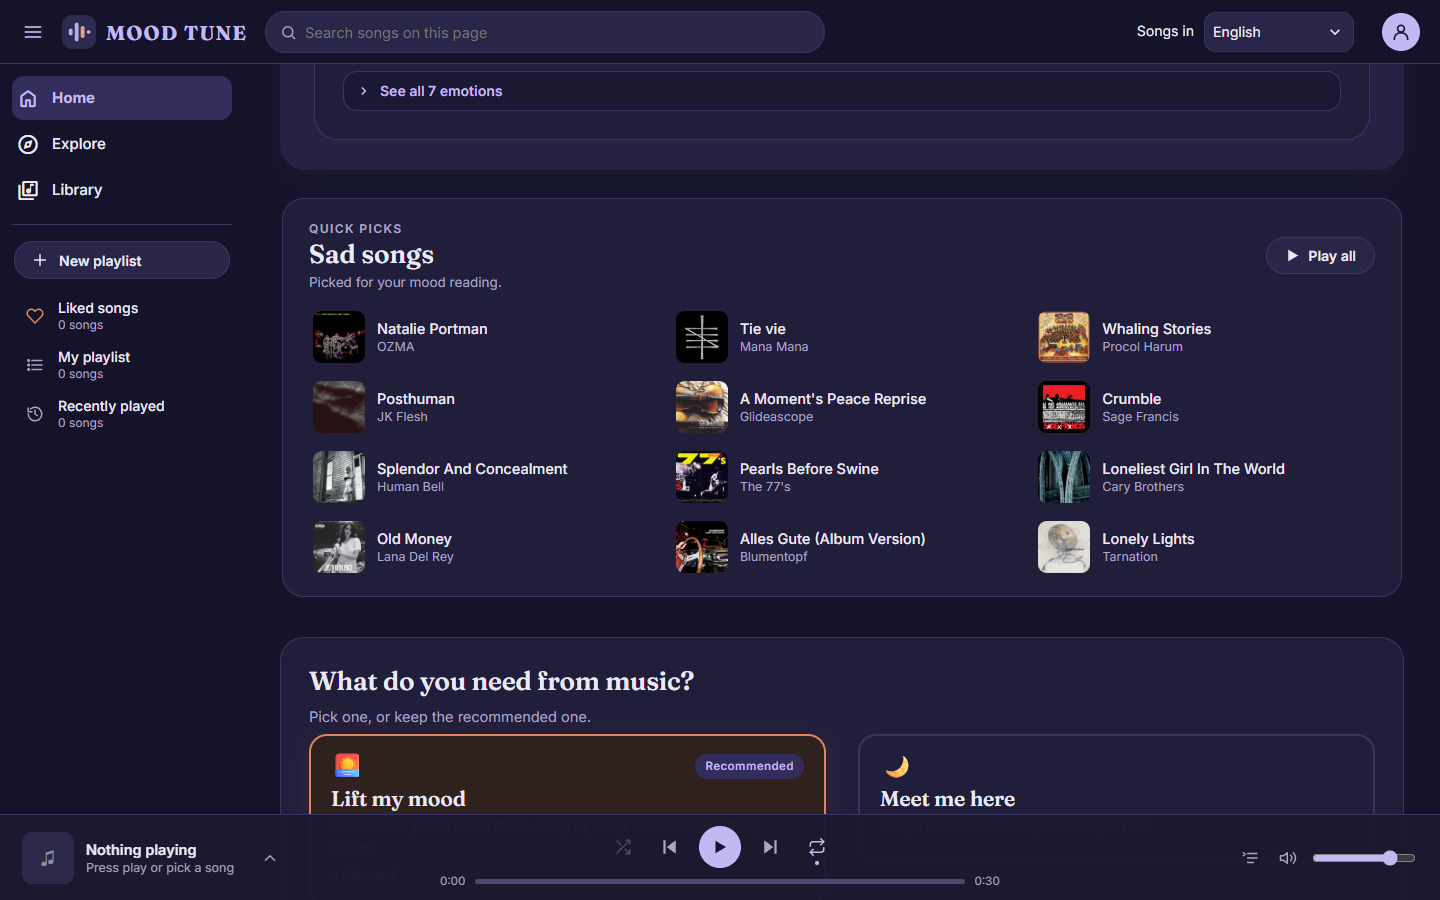 MOOD TUNE
Search songs on this page
Songs in
English
Home
Explore
Library
New playlist
Liked songs
0 songs
My playlist
0 songs
Recently played
0 songs
See all 7 emotions
QUICK PICKS
Sad songs
Picked for your mood reading.
Play all
Natalie Portman
OZMA
Tie vie
Mana Mana
Whaling Stories
Procol Harum
Posthuman
JK Flesh
A Moment's Peace Reprise
Glideascope
Crumble
Sage Francis
Splendor And Concealment
Human Bell
Pearls Before Swine
The 77's
Loneliest Girl In The World
Cary Brothers
Old Money
Lana Del Rey
Alles Gute (Album Version)
Blumentopf
Lonely Lights
Tarnation
What do you need from music?
Pick one, or keep the recommended one.
Recommended
Lift my mood
Meet me here
Nothing playing
Press play or pick a song
0:00
0:30